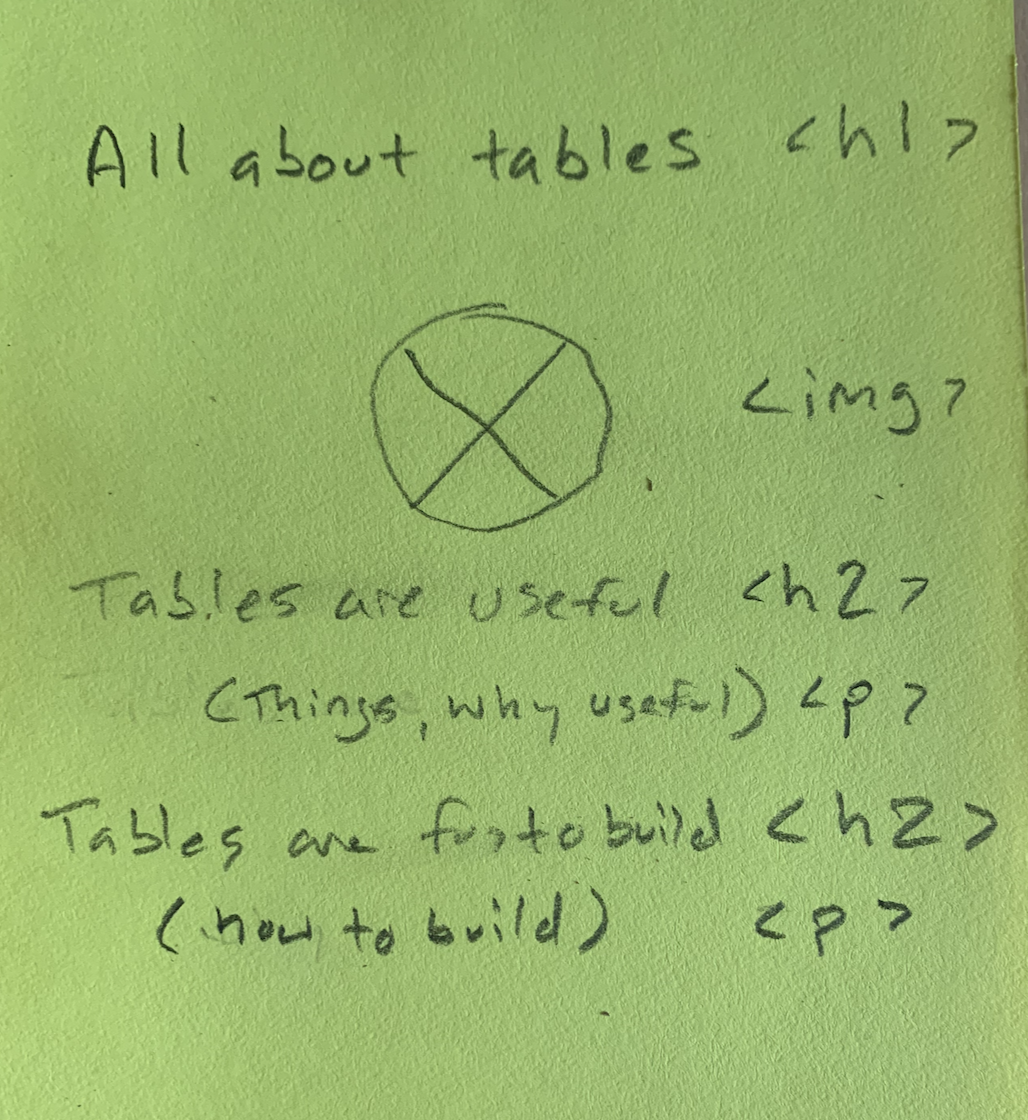 All about tables <h1>
<img>
Tables are useful <h2>
(Things, why useful) <p>
Tables are to build <h2>
(how to build) <p>